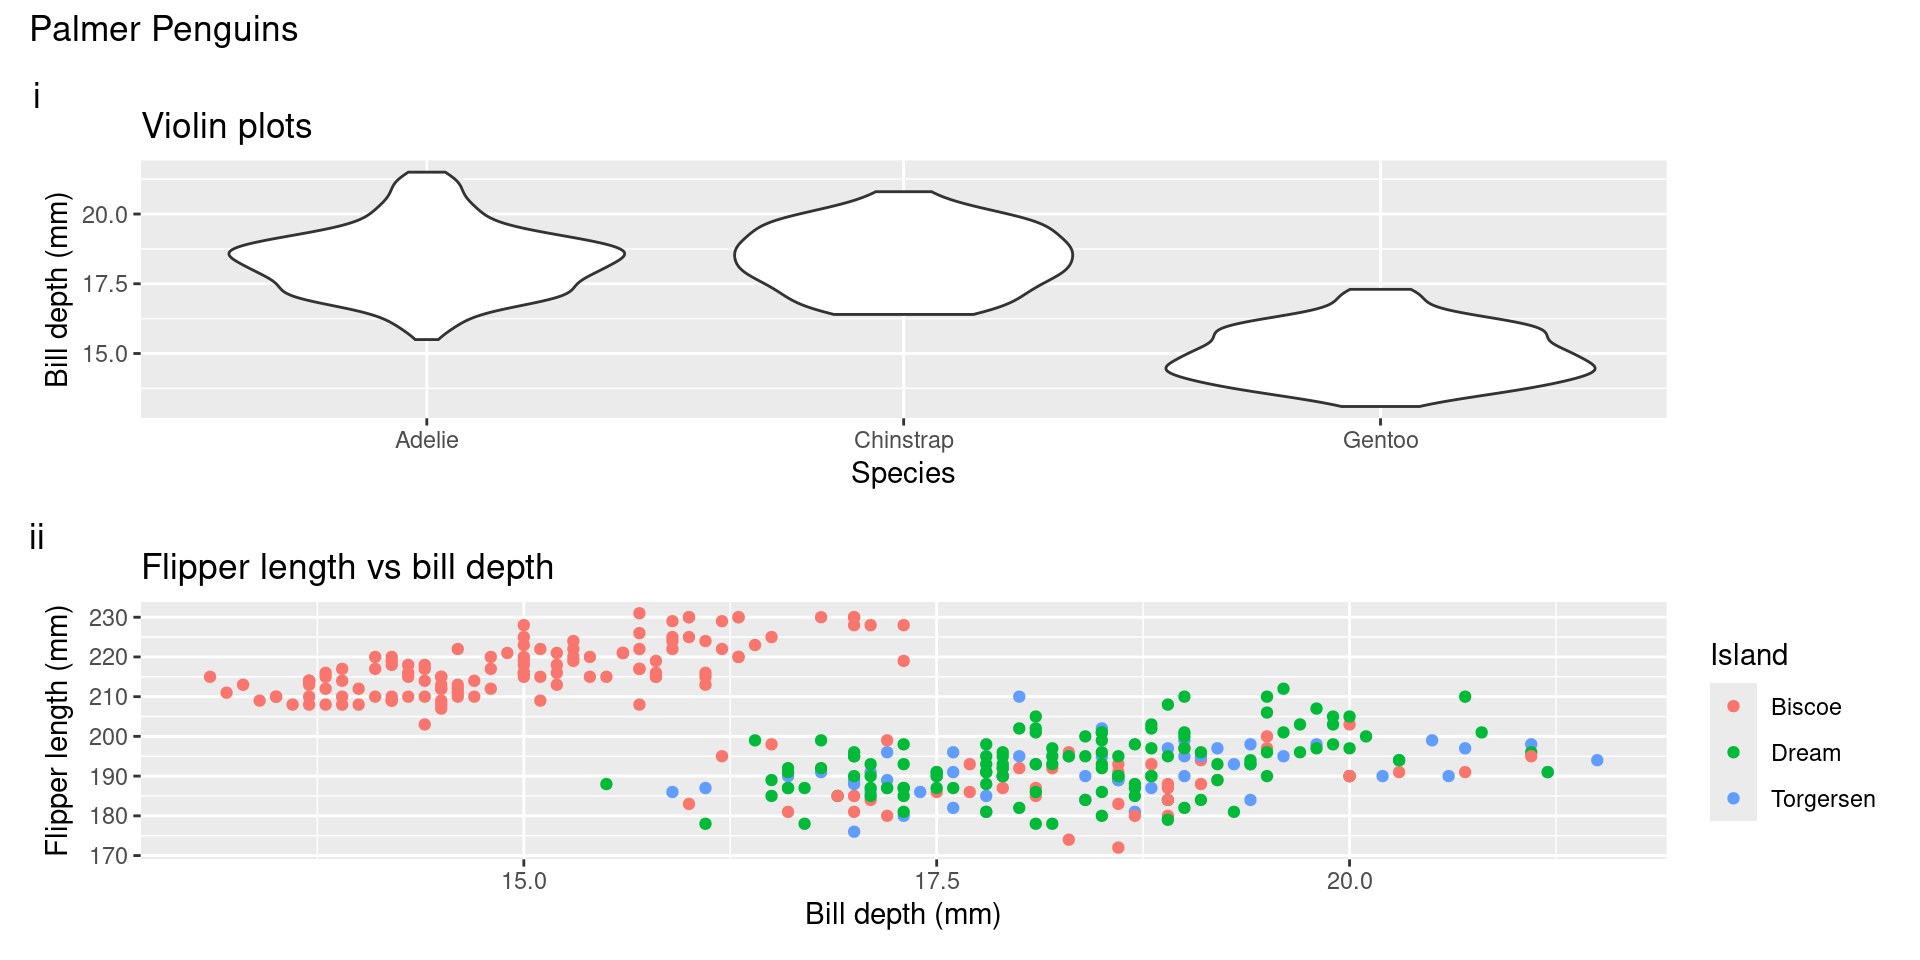 Palmer Penguins
i
Violin plots
Bill depth (mm)
20.0
17.5
15.0
Adelie Chinstrap Gentoo
Species
ii
Flipper length vs bill depth
Flipper length (mm)
230
220
210
200
190
180
170
15.0 17.5 20.0
Bill depth (mm)
Island
Biscoe
Dream
Torgersen